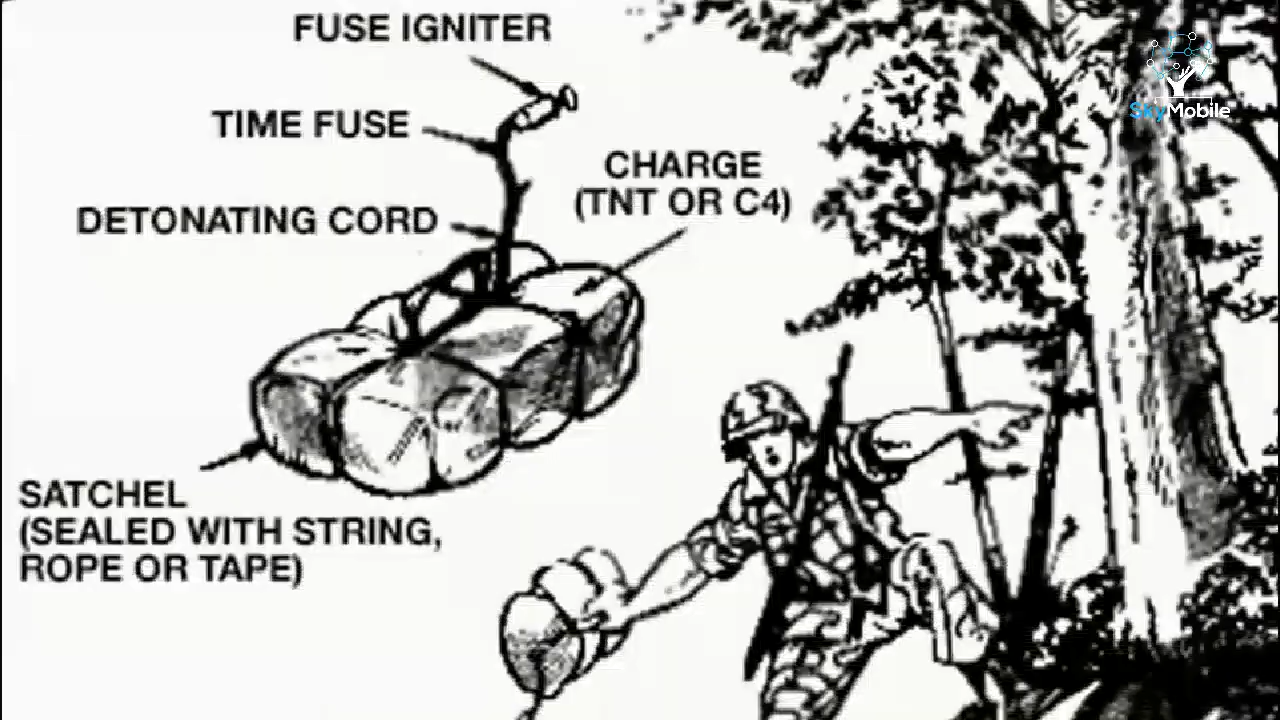 FUSE IGNITER
TIME FUSE
DETONATING CORD
CHARGE
(TNT OR C4)
SATCHEL
(SEALED WITH STRING,
ROPE OR TAPE)
SkyMobile